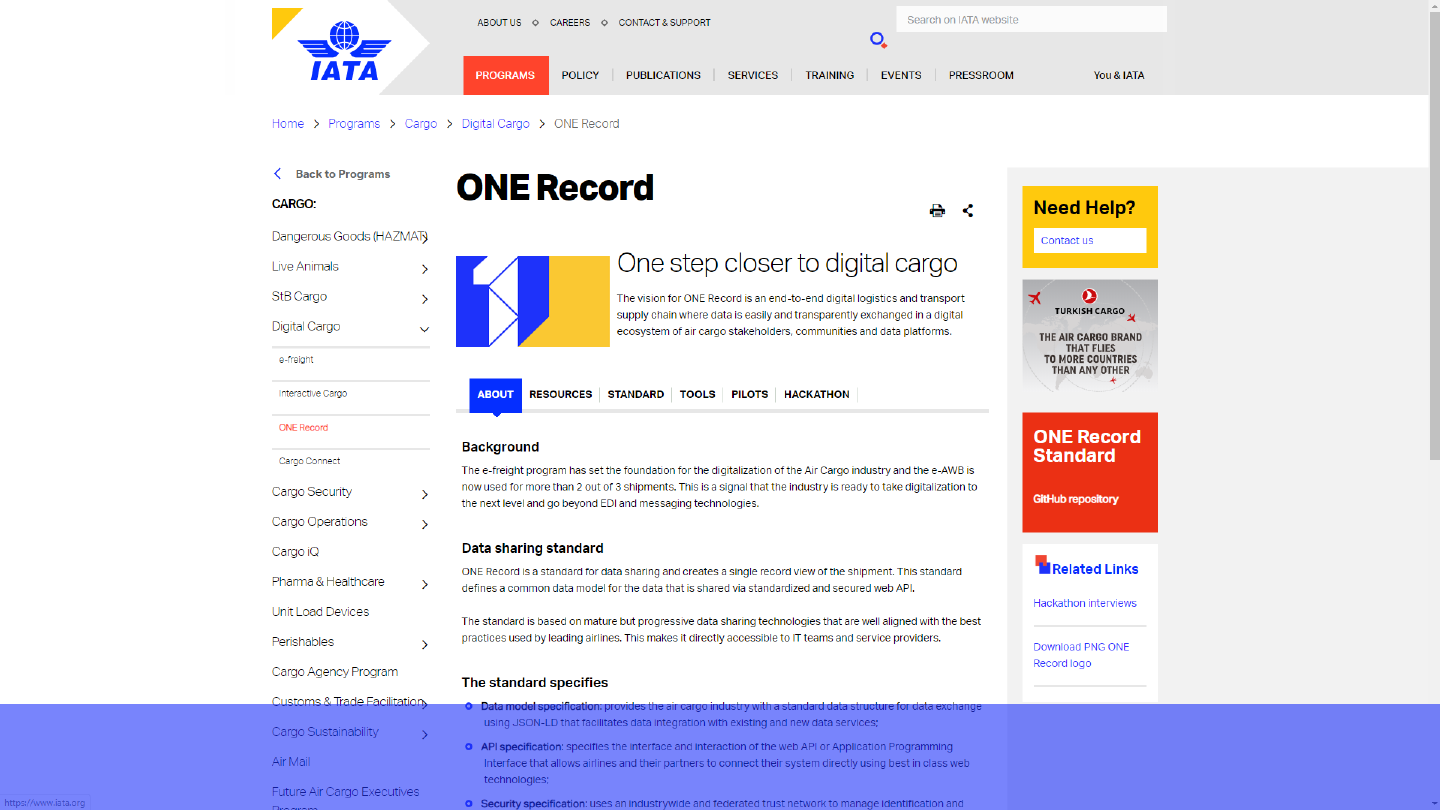 IATA
ABOUT US
CAREERS
CONTACT & SUPPORT
Search on IATA website
PROGRAMS
POLICY
PUBLICATIONS
SERVICES
TRAINING
EVENTS
PRESSROOM
You & IATA
Home > Programs > Cargo > Digital Cargo > ONE Record
Back to Programs
CARGO:
Dangerous Goods (HAZMAT)
Live Animals
StB Cargo
Digital Cargo
e-freight
Interactive Cargo
ONE Record
Cargo Connect
Cargo Security
Cargo Operations
Cargo iQ
Pharma & Healthcare
Unit Load Devices
Perishables
Cargo Agency Program
Customs & Trade Facilitation
Cargo Sustainability
Air Mail
Future Air Cargo Executives
Program
https://www.iata.org
ONE Record
One step closer to digital cargo
The vision for ONE Record is an end-to-end digital logistics and transport
supply chain where data is easily and transparently exchanged in a digital
ecosystem of air cargo stakeholders, communities and data platforms.
ABOUT
RESOURCES
STANDARD
TOOLS
PILOTS
HACKATHON
Background
The e-freight program has set the foundation for the digitalization of the Air Cargo industry and the e-AWB is
now used for more than 2 out of 3 shipments. This is a signal that the industry is ready to take digitalization to
the next level and go beyond EDI and messaging technologies.
Data sharing standard
ONE Record is a standard for data sharing and creates a single record view of the shipment. This standard
defines a common data model for the data that is shared via standardized and secured web API.
The standard is based on mature but progressive data sharing technologies that are well aligned with the best
practices used by leading airlines. This makes it directly accessible to IT teams and service providers.
The standard specifies
Data model specification: provides the air cargo industry with a standard data structure for data exchange
using JSON-LD that facilitates data integration with existing and new data services;
API specification: specifies the interface and interaction of the web API or Application Programming
Interface that allows airlines and their partners to connect their system directly using best in class web
technologies;
Security specification: uses an industrywide and federated trust network to manage identification and
Need Help?
Contact us
TURKISH CARGO
THE AIR CARGO BRAND
THAT FLIES
TO MORE COUNTRIES
THAN ANY OTHER
ONE Record
Standard
GitHub repository
Related Links
Hackathon interviews
Download PNG ONE
Record logo